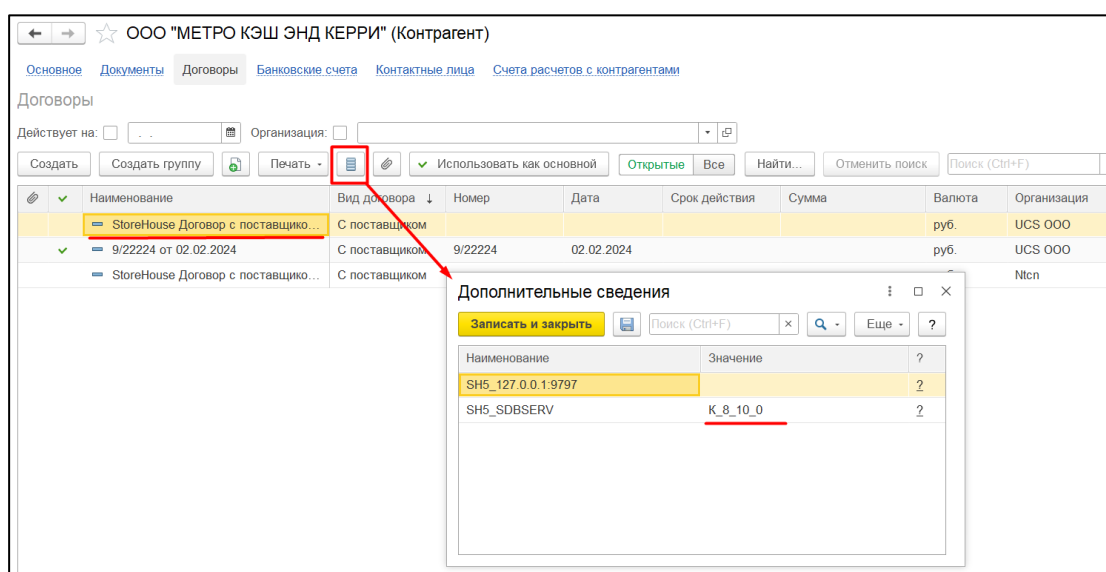 ООО "МЕТРО КЭШ ЭНД КЕРРИ" (Контрагент)
Основное Документы Договоры Банковские счета Контактные лица Счета расчетов с контрагентами
Договоры
Действует на: . . Организация:
Создать Создать группу Печать Использовать как основной Открытые Все Найти... Отменить поиск Поиск (Ctrl+F)
Наименование Вид договора ↓ Номер Дата Срок действия Сумма Валюта Организация
StoreHouse Договор с поставщико... С поставщиком руб. UCS ООО
9/22224 от 02.02.2024 С поставщиком 9/22224 02.02.2024 руб. UCS ООО
StoreHouse Договор с поставщико... С поставщиком Ntcn
Дополнительные сведения
Записать и закрыть Поиск (Ctrl+F) × Еще ?
Наименование Значение ?
SH5_127.0.0.1:9797 ?
SH5_SDBSERV К_8_10_0 ?